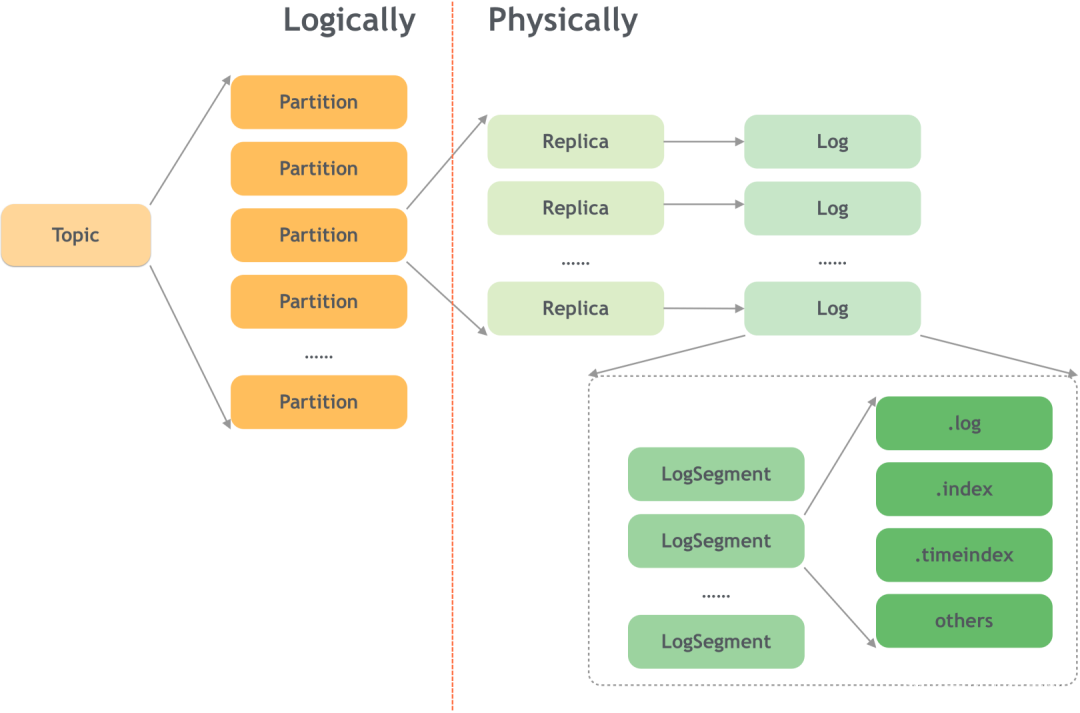 Logically
Physically
Topic
Partition
Partition
Partition
Partition
......
Partition
Replica
Log
Replica
Log
......
......
Replica
Log
LogSegment
LogSegment
......
LogSegment
.log
.index
.timeindex
others